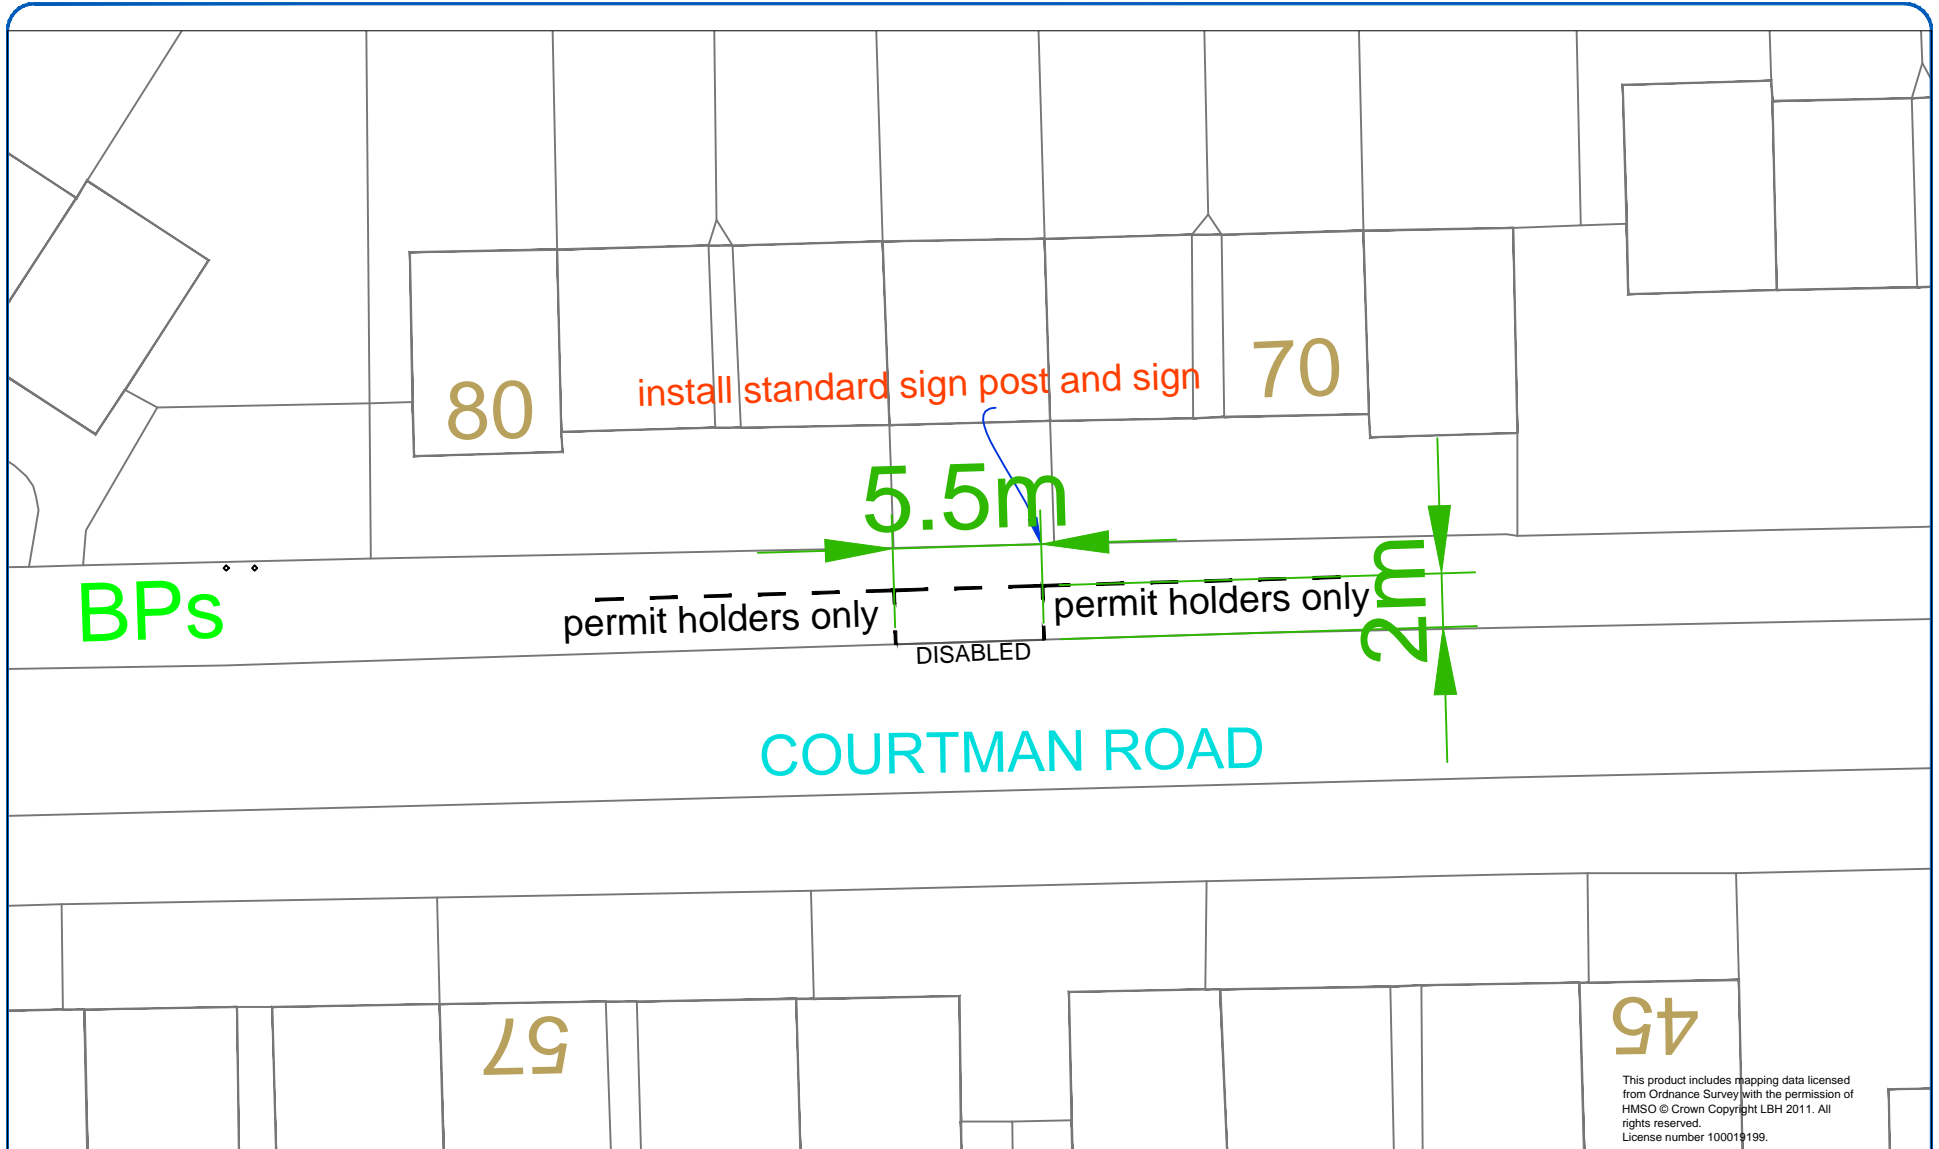 70
80
install standard sign post and sign
5.5m
2m
BPs
permit holders only
permit holders only
DISABLED
COURTMAN ROAD
57
45
This product includes mapping data licensed
from Ordnance Survey with the permission of
HMSO © Crown Copyright LBH 2011. All
rights reserved.
License number 100019199.